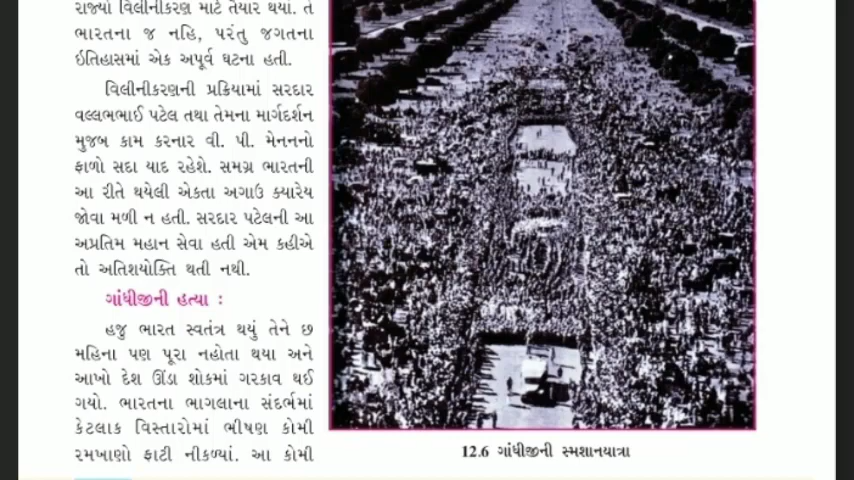 રાજ્યો વિલીનીકરણ માટે તૈયાર થયાં. તે
ભારતના જ નહિ, પરંતુ જગતના
ઇતિહાસમાં એક અપૂર્વ ઘટના હતી.
વિલીનીકરણની પ્રક્રિયામાં સરદાર
વલ્લભભાઈ પટેલ તથા તેમના માર્ગદર્શન
મુજબ કામ કરનાર વી. પી. મેનનનો
ફાળો સદા યાદ રહેશે. સમગ્ર ભારતની
આ રીતે થયેલી એકતા અગાઉ ક્યારેય
જોવા મળી ન હતી. સરદાર પટેલની આ
અપ્રતિમ મહાન સેવા હતી એમ કહીએ
તો અતિશયોક્તિ થતી નથી.
ગાંધીજીની હત્યા :
હજુ ભારત સ્વતંત્ર થયું તેને છ
મહિના પણ પૂરા નહોતા થયા અને
આખો દેશ ઊંડા શોકમાં ગરકાવ થઈ
ગયો. ભારતના ભાગલાના સંદર્ભમાં
કેટલાક વિસ્તારોમાં ભીષણ કોમી
રમખાણો ફાટી નીકળ્યાં. આ કોમી
12.6 ગાંધીજીની સ્મશાનયાત્રા